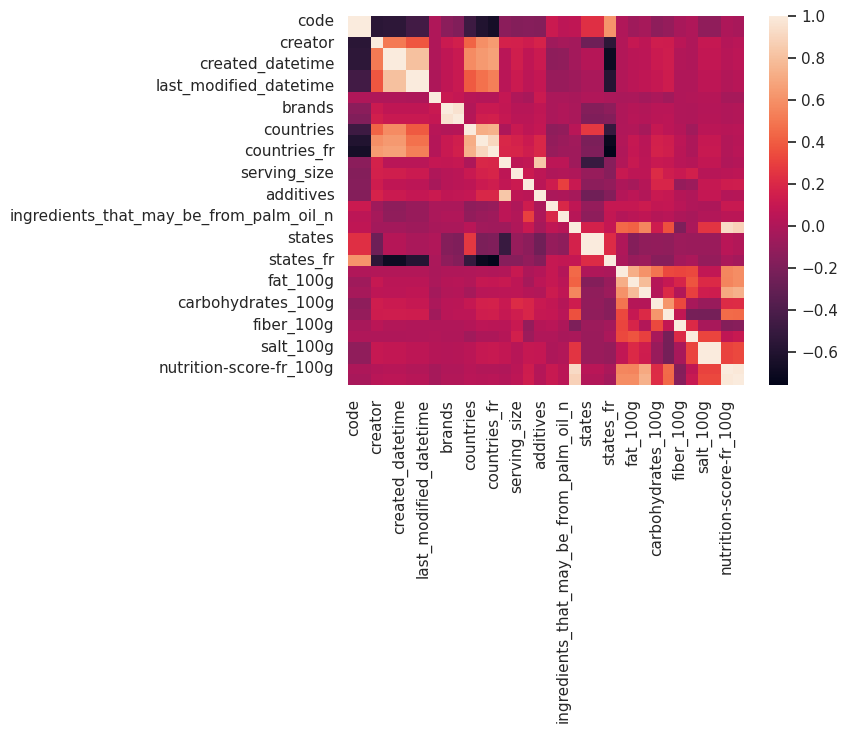 code
creator
created_datetime
last_modified_datetime
brands
countries
countries_fr
serving_size
additives
ingredients_that_may_be_from_palm_oil_n
states
states_fr
fat_100g
carbohydrates_100g
fiber_100g
salt_100g
nutrition-score-fr_100g
1.0
0.8
0.6
0.4
0.2
0.0
−0.2
−0.4
−0.6
code
creator
created_datetime
last_modified_datetime
brands
countries
countries_fr
serving_size
additives
ingredients_that_may_be_from_palm_oil_n
states
states_fr
fat_100g
carbohydrates_100g
fiber_100g
salt_100g
nutrition-score-fr_100g